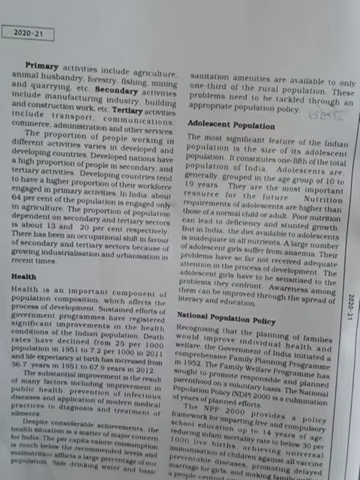 2020-21
Primary activities include agriculture,
animal husbandry, forestry, fishing, mining
and quarrying, etc. Secondary activities
include manufacturing industry, building
and construction work, etc. Tertiary activities
include transport, communications,
commerce, administration and other services.
The proportion of people working in
different activities varies in developed and
developing countries. Developed nations have
a high proportion of people in secondary, and
tertiary activities. Developing countries tend
to have a higher proportion of their workforce
engaged in primary activities. In India, about
64 per cent of the population is engaged only
in agriculture. The proportion of population
dependent on secondary and tertiary sectors
is about 13 and 20 per cent respectively.
There has been an occupational shift in favour
of secondary and tertiary sectors because of
growing industrialisation and urbanisation in
recent times.
Health
Health is an important component of
population composition, which affects the
process of development. Sustained efforts of
government programmes have registered
significant improvements in the health
conditions of the Indian population. Death
rates have declined from 25 per 1000
population in 1951 to 7.2 per 1000 in 2011
and life expectancy at birth has increased from
36.7 years in 1951 to 67.9 years in 2012.
The substantial improvement is the result
of many factors including improvement in
public health, prevention of infectious
diseases and application of modern medical
practices in diagnosis and treatment of
ailments.
Despite considerable achievements, the
health situation is a matter of major concern
for India. The per capita calorie consumption
is much below the recommended levels and
malnutrition afflicts a large percentage of our
population. Safe drinking water and basic
sanitation amenities are available to only
one-third of the rural population. These
problems need to be tackled through an
appropriate population policy.
Adolescent Population
The most significant feature of the Indian
population is the size of its adolescent
population. It constitutes one-fifth of the total
population of India. Adolescents are,
generally, grouped in the age group of 10 to
19 years. They are the most important
resource for the future. Nutrition
requirements of adolescents are higher than
those of a normal child or adult. Poor nutrition
can lead to deficiency and stunted growth.
But in India, the diet available to adolescents
is inadequate in all nutrients. A large number
of adolescent girls suffer from anaemia. Their
problems have so far not received adequate
attention in the process of development. The
adolescent girls have to be sensitised to the
problems they confront. Awareness among
them can be improved through the spread of
literacy and education.
National Population Policy
Recognising that the planning of families
would improve individual health and
welfare, the Government of India initiated a
comprehensive Family Planning Programme
in 1952. The Family Welfare Programme has
sought to promote responsible and planned
parenthood on a voluntary basis. The National
Population Policy (NDP) 2000 is a culmination
of years of planned efforts.
The NPP 2000 provides a policy
framework for imparting free and compulsory
school education up to 14 years of age,
reducing infant mortality rate to below 30 per
1000 live births, achieving universal
immunisation of children against all vaccine
preventable diseases, promoting delayed
marriage for girls, and making family
a people-centred
2020-21